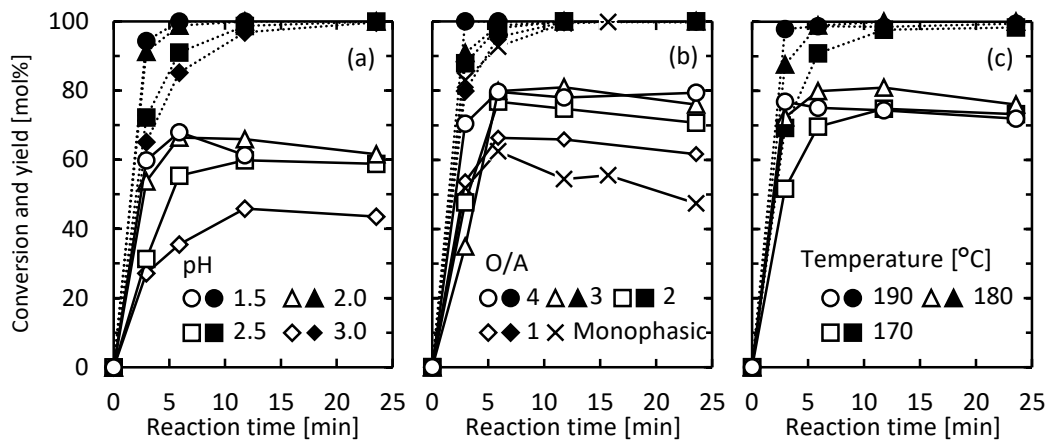 Conversion and yield [mol%]
100
80
60
40
20
0
(a)
pH
1.5 2.0
2.5 3.0
0 5 10 15 20 25
Reaction time [min]
(b)
O/A
4 3 2
1 Monophasic
0 5 10 15 20 25
Reaction time [min]
(c)
Temperature [°C]
190 180
170
0 5 10 15 20 25
Reaction time [min]